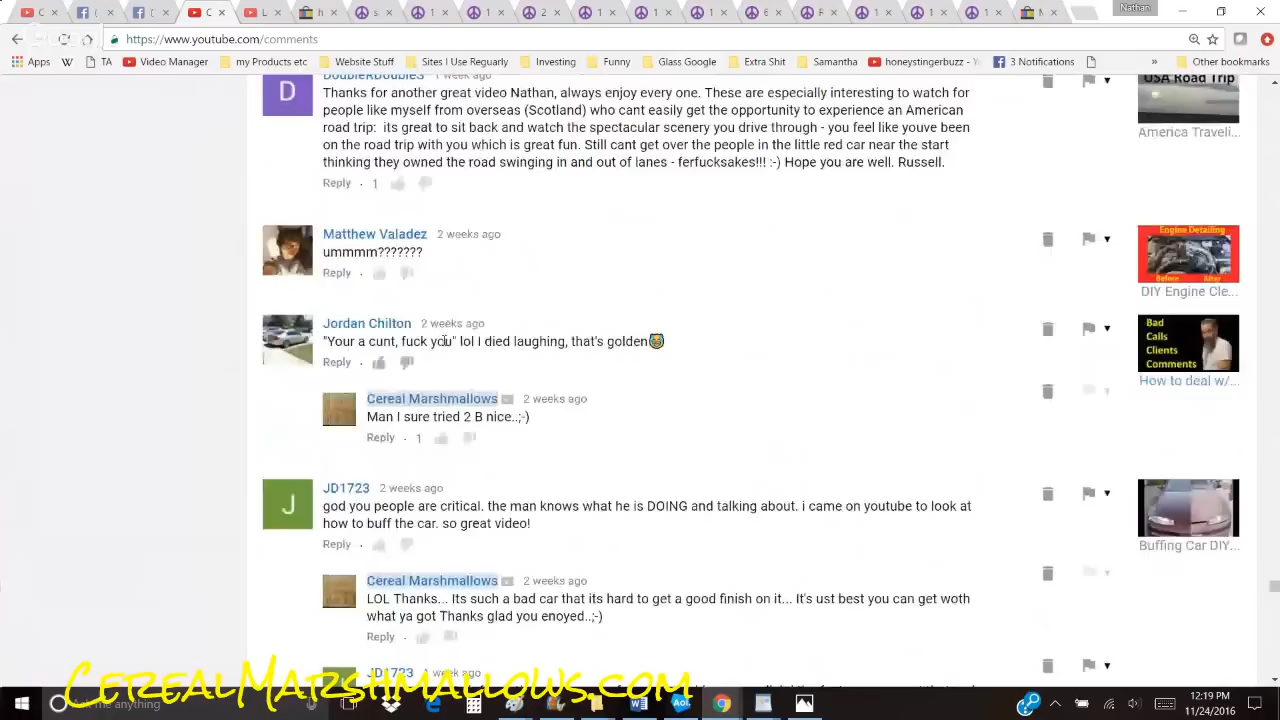 Nathan
https://www.youtube.com/comments
Apps
TA
Video Manager
my Products etc
Website Stuff
Sites I Use Reguarly
Investing
Funny
Glass Google
Extra Shit
Samantha
honeystingerbuzz
3 Notifications
Other bookmarks
DoubleRDouble3 1 week ago
Thanks for another great video Nathan, always enjoy every one. These are especially interesting to watch for
people like myself from overseas (Scotland) who cant easily get the opportunity to experience an American
road trip: its great to sit back and watch the spectacular scenery you drive through - you feel like youve been
on the road trip with you which is great fun. Still cant get over the people in the little red car near the start
thinking they owned the road swinging in and out of lanes - ferfucksakes!!! :-) Hope you are well. Russell.
Reply · 1
USA Road Trip
America Traveli...
D
Matthew Valadez 2 weeks ago
ummmm???????
Reply ·
Engine Detailing
Before After
DIY Engine Cle...
Jordan Chilton 2 weeks ago
"Your a cunt, fuck you" lol I died laughing, that's golden😹
Reply ·
Bad
Calls
Clients
Comments
How to deal w/...
Cereal Marshmallows 2 weeks ago
Man I sure tried 2 B nice..;-)
Reply · 1
J
JD1723 2 weeks ago
god you people are critical. the man knows what he is DOING and talking about. i came on youtube to look at
how to buff the car. so great video!
Reply ·
Buffing Car DIY...
Cereal Marshmallows 2 weeks ago
LOL Thanks... Its such a bad car that its hard to get a good finish on it... It's ust best you can get woth
what ya got Thanks glad you enoyed..;-)
Reply ·
JD1723 1 week ago
CerealMarshmallows.com
Ask me anything
12:19 PM
11/24/2016